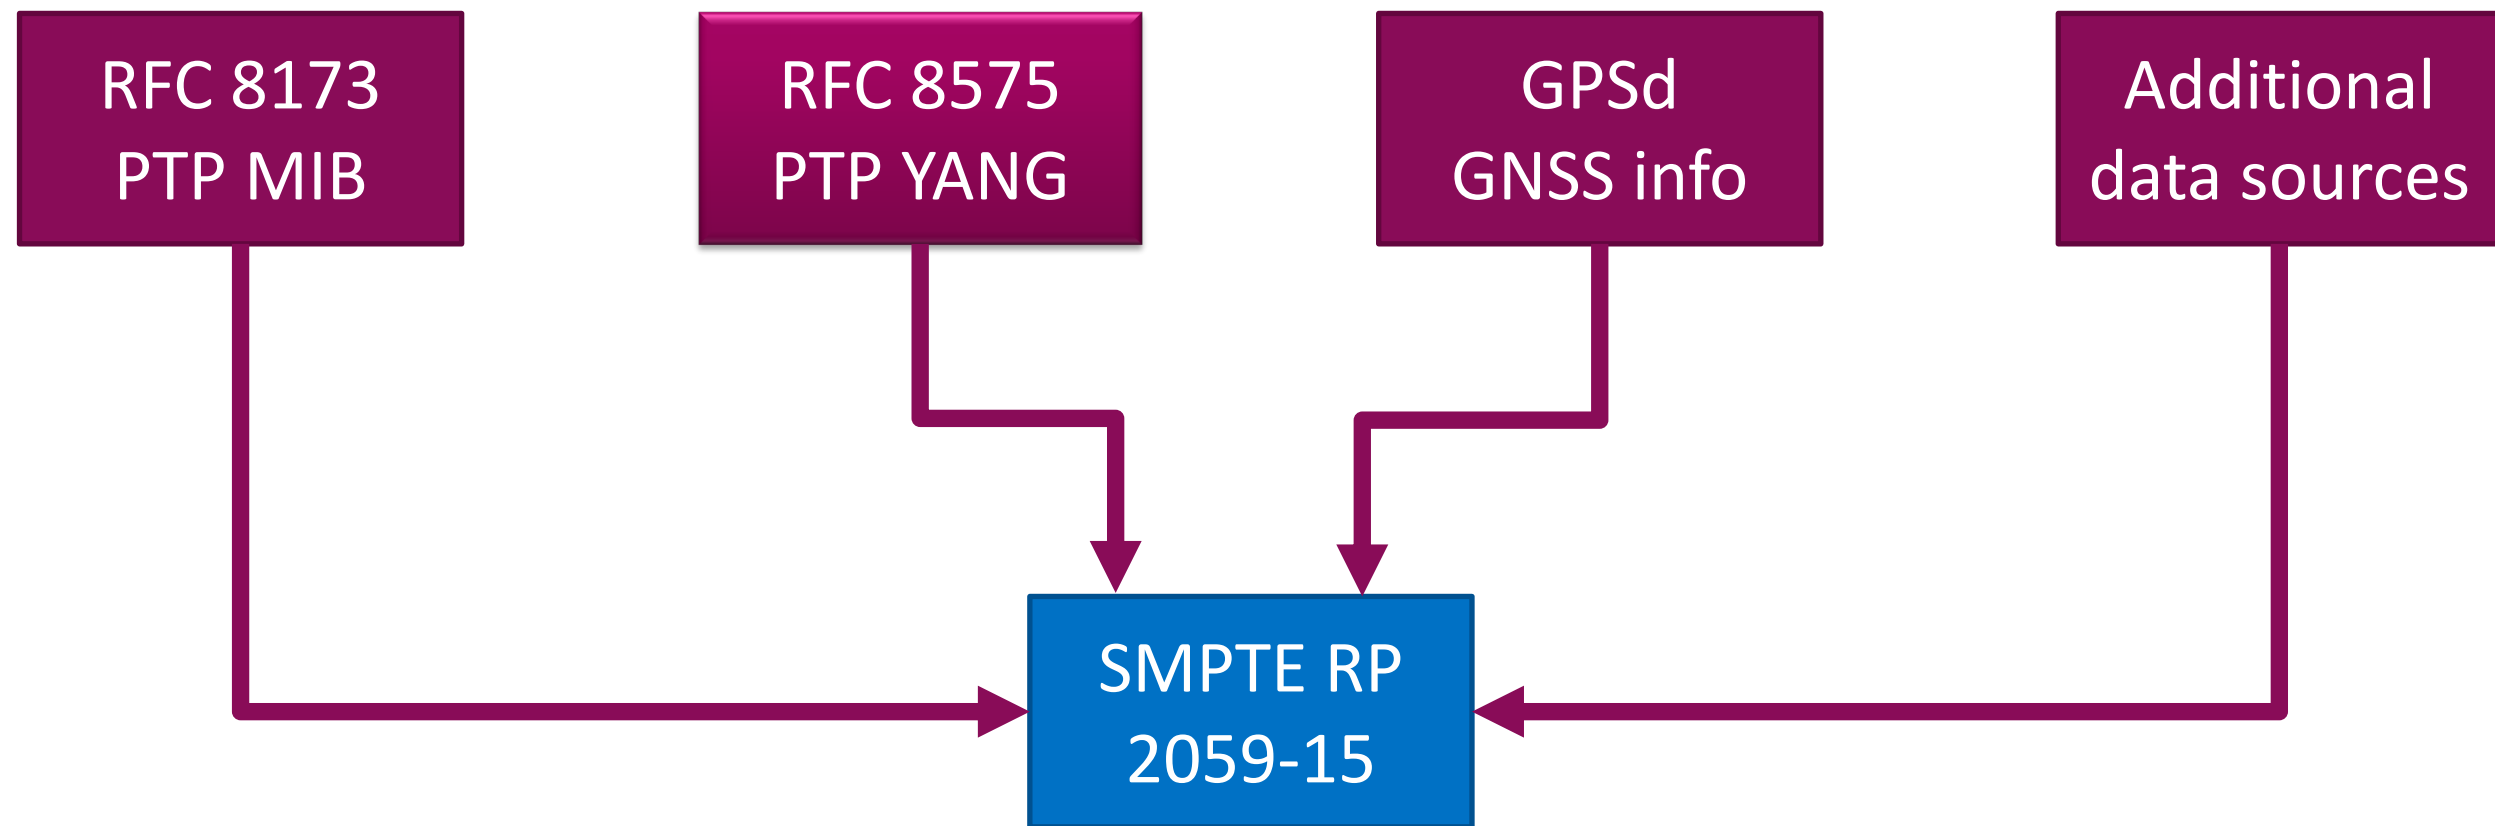 RFC 8173
PTP MIB
RFC 8575
PTP YANG
GPSd
GNSS info
Additional
data sources
SMPTE RP
2059-15